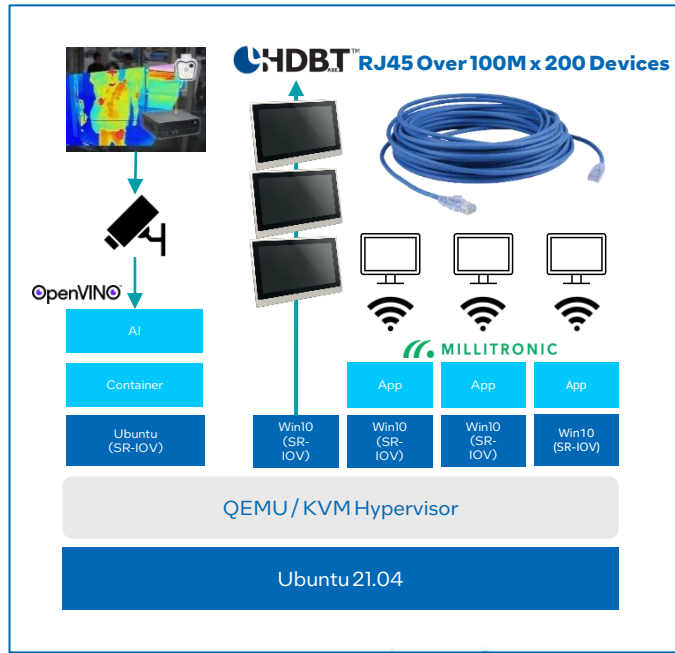 HDBT™ RJ45 Over 100M x 200 Devices
OpenVINO
MILLITRONIC
AI
Container
Ubuntu
(SR-IOV)
Win10
(SR-
IOV)
App
Win10
(SR-
IOV)
App
Win10
(SR-
IOV)
App
Win10
(SR-IOV)
QEMU / KVM Hypervisor
Ubuntu 21.04